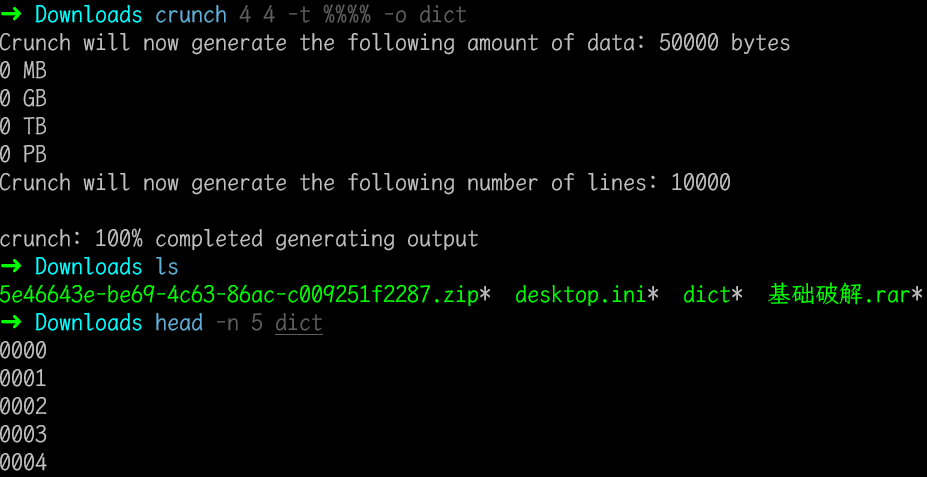 ➜ Downloads crunch 4 4 -t %%%% -o dict
Crunch will now generate the following amount of data: 50000 bytes
0 MB
0 GB
0 TB
0 PB
Crunch will now generate the following number of lines: 10000
crunch: 100% completed generating output
➜ Downloads ls
5e46643e-be69-4c63-86ac-c009251f2287.zip* desktop.ini* dict* 基础破解.rar*
➜ Downloads head -n 5 dict
0000
0001
0002
0003
0004